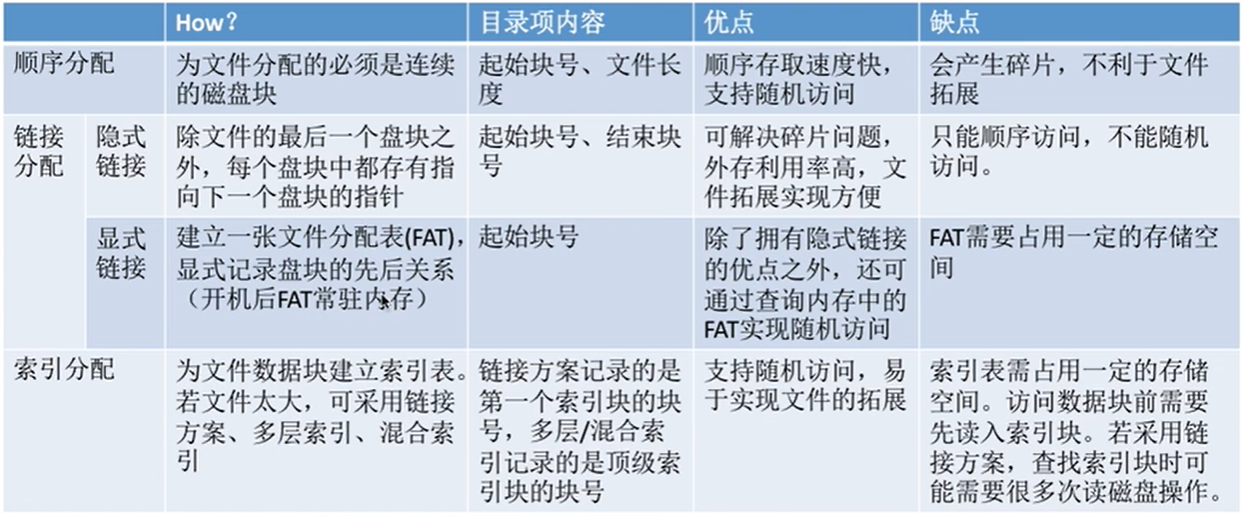 How?
目录项内容
优点
缺点
顺序分配
为文件分配的必须是连续
的磁盘块
起始块号、文件长
度
顺序存取速度快，
支持随机访问
会产生碎片，不利于文件
拓展
链接
分配
隐式
链接
除文件的最后一个盘块之
外，每个盘块中都存有指
向下一个盘块的指针
起始块号、结束块
号
可解决碎片问题，
外存利用率高，文
件拓展实现方便
只能顺序访问，不能随机
访问。
显式
链接
建立一张文件分配表(FAT)，
显式记录盘块的先后关系
（开机后FAT常驻内存）
起始块号
除了拥有隐式链接
的优点之外，还可
通过查询内存中的
FAT实现随机访问
FAT需要占用一定的存储空
间
索引分配
为文件数据块建立索引表。
若文件太大，可采用链接
方案、多层索引、混合索
引
链接方案记录的是
第一个索引块的块
号，多层/混合索
引记录的是顶级索
引块的块号
支持随机访问，易
于实现文件的拓展
索引表需占用一定的存储
空间。访问数据块前需要
先读入索引块。若采用链
接方案，查找索引块时可
能需要很多次读磁盘操作。